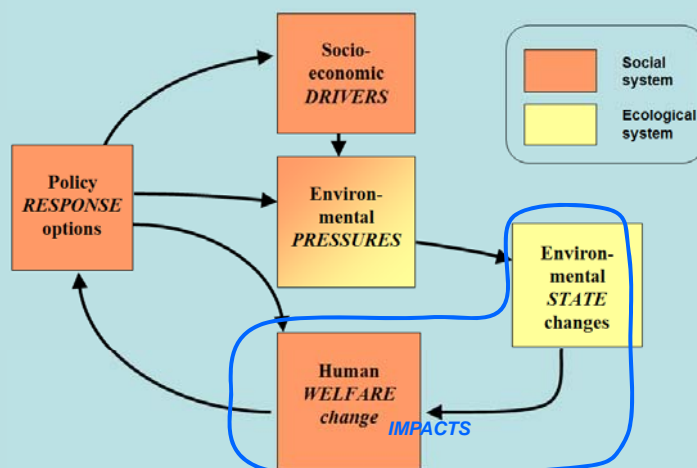 Socio-
economic
DRIVERS
Social
system
Ecological
system
Policy
RESPONSE
options
Environ-
mental
PRESSURES
Environ-
mental
STATE
changes
Human
WELFARE
change
IMPACTS